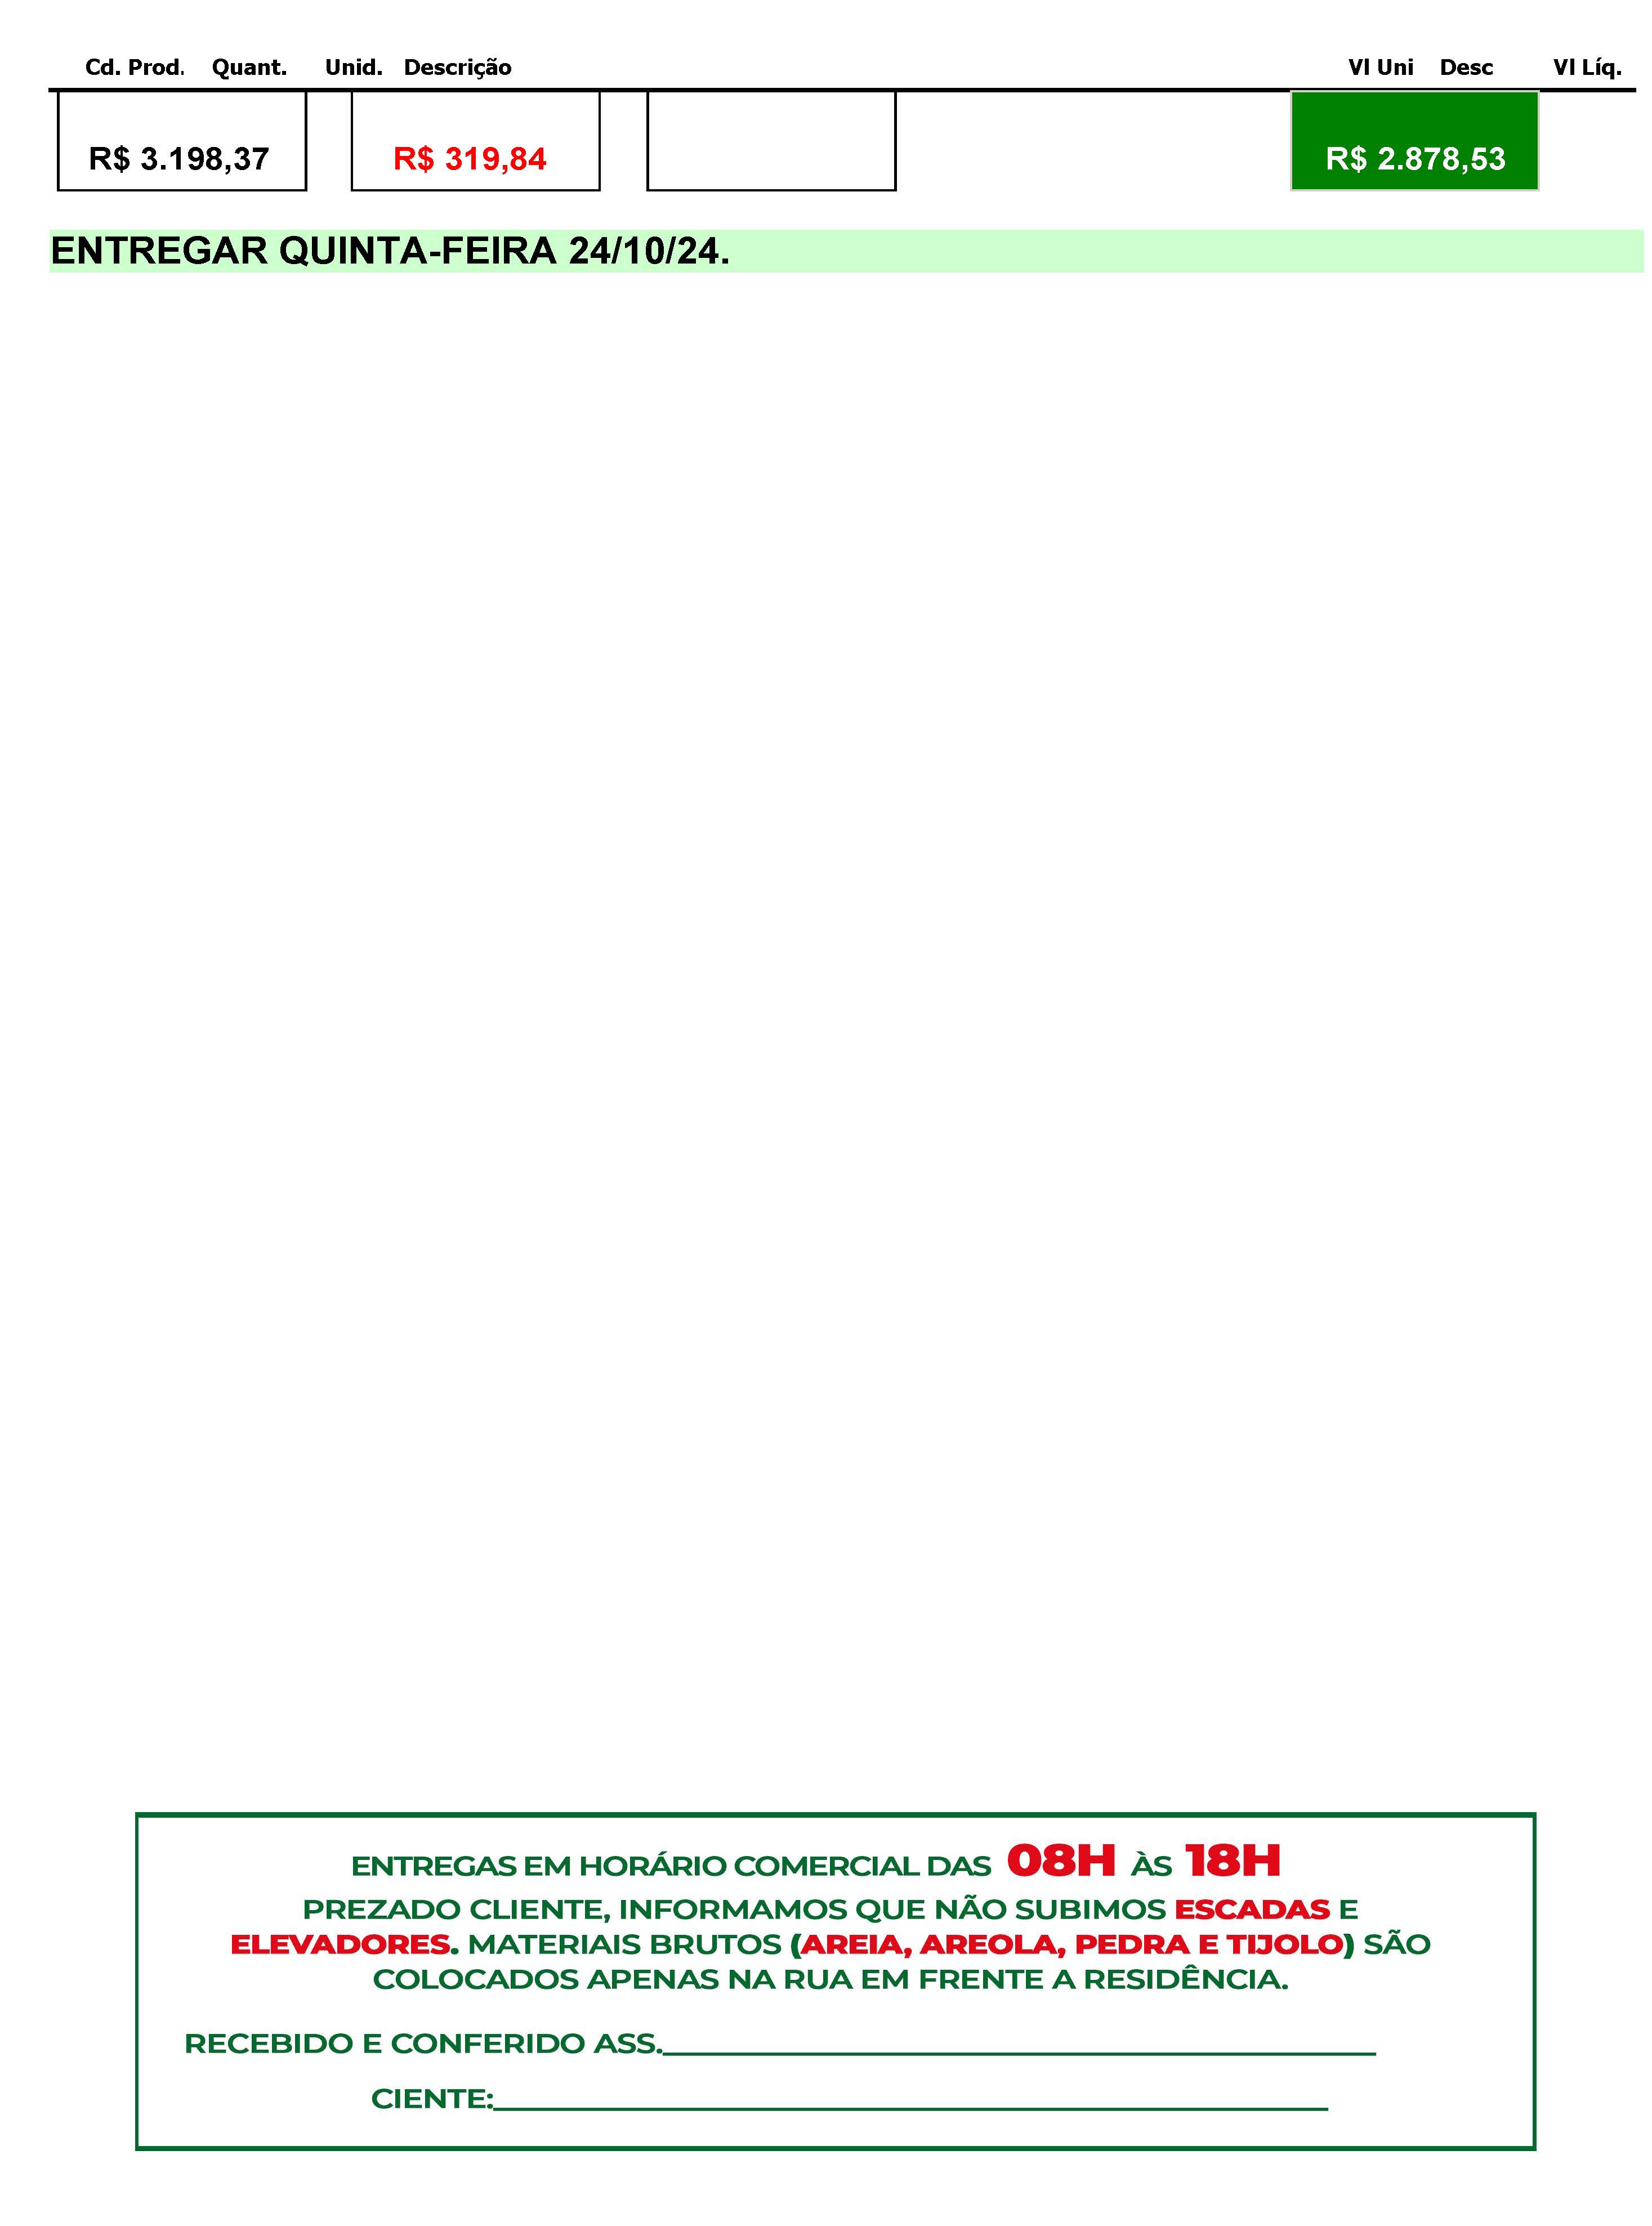 Cd. Prod. Quant. Unid. Descrição Vl Uni Desc Vl Líq.
R$ 3.198,37 R$ 319,84 R$ 2.878,53
ENTREGAR QUINTA-FEIRA 24/10/24.
ENTREGAS EM HORÁRIO COMERCIAL DAS 08H ÀS 18H
PREZADO CLIENTE, INFORMAMOS QUE NÃO SUBIMOS ESCADAS E
ELEVADORES. MATERIAIS BRUTOS (AREIA, AREOLA, PEDRA E TIJOLO) SÃO
COLOCADOS APENAS NA RUA EM FRENTE A RESIDÊNCIA.
RECEBIDO E CONFERIDO ASS.
CIENTE: